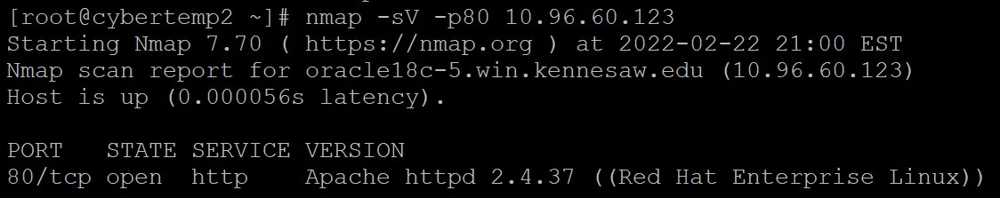 [root@cybertemp2 ~]# nmap -sV -p80 10.96.60.123
Starting Nmap 7.70 ( https://nmap.org ) at 2022-02-22 21:00 EST
Nmap scan report for oracle18c-5.win.kennesaw.edu (10.96.60.123)
Host is up (0.000056s latency).

PORT   STATE SERVICE VERSION
80/tcp open  http    Apache httpd 2.4.37 ((Red Hat Enterprise Linux))